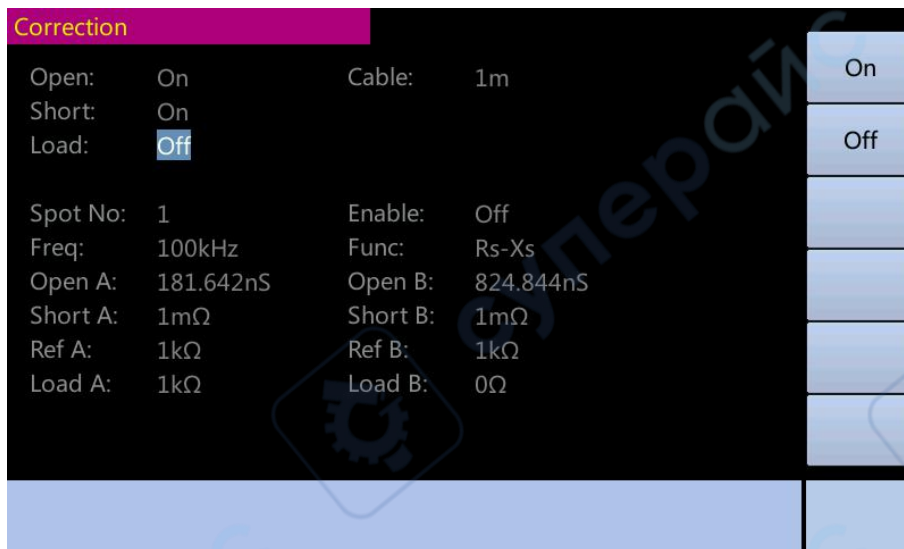 Correction
Open: On Cable: 1m
Short: On
Load: Off
Spot No: 1 Enable: Off
Freq: 100kHz Func: Rs-Xs
Open A: 181.642nS Open B: 824.844nS
Short A: 1mΩ Short B: 1mΩ
Ref A: 1kΩ Ref B: 1kΩ
Load A: 1kΩ Load B: 0Ω
On
Off
суперайс